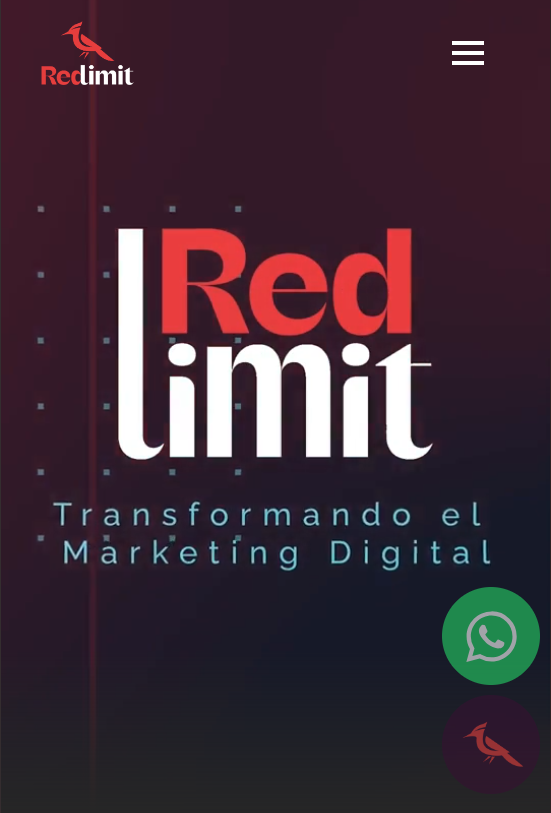 Redlimit
Red
limit
Transformando el
Marketing Digital